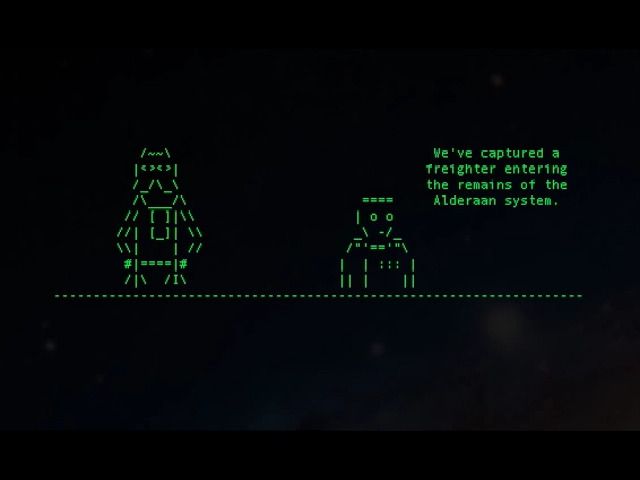 We've captured a
freighter entering
the remains of the
Alderaan system.